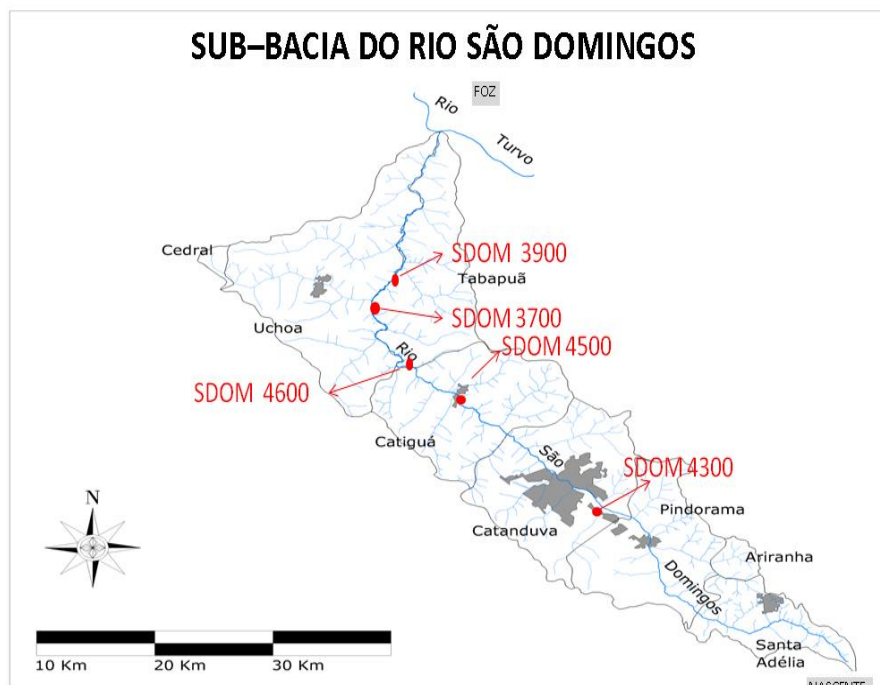 SUB–BACIA DO RIO SÃO DOMINGOS
FOZ
Rio
Turvo
Cedral
SDOM 3900
Tabapuã
SDOM 3700
Uchoa
Rio
SDOM 4500
SDOM 4600
Catiguá
São
SDOM 4300
N
Pindorama
Catanduva
Ariranha
Domingos
Santa
Adélia
10 Km
20 Km
30 Km
NASCENTE